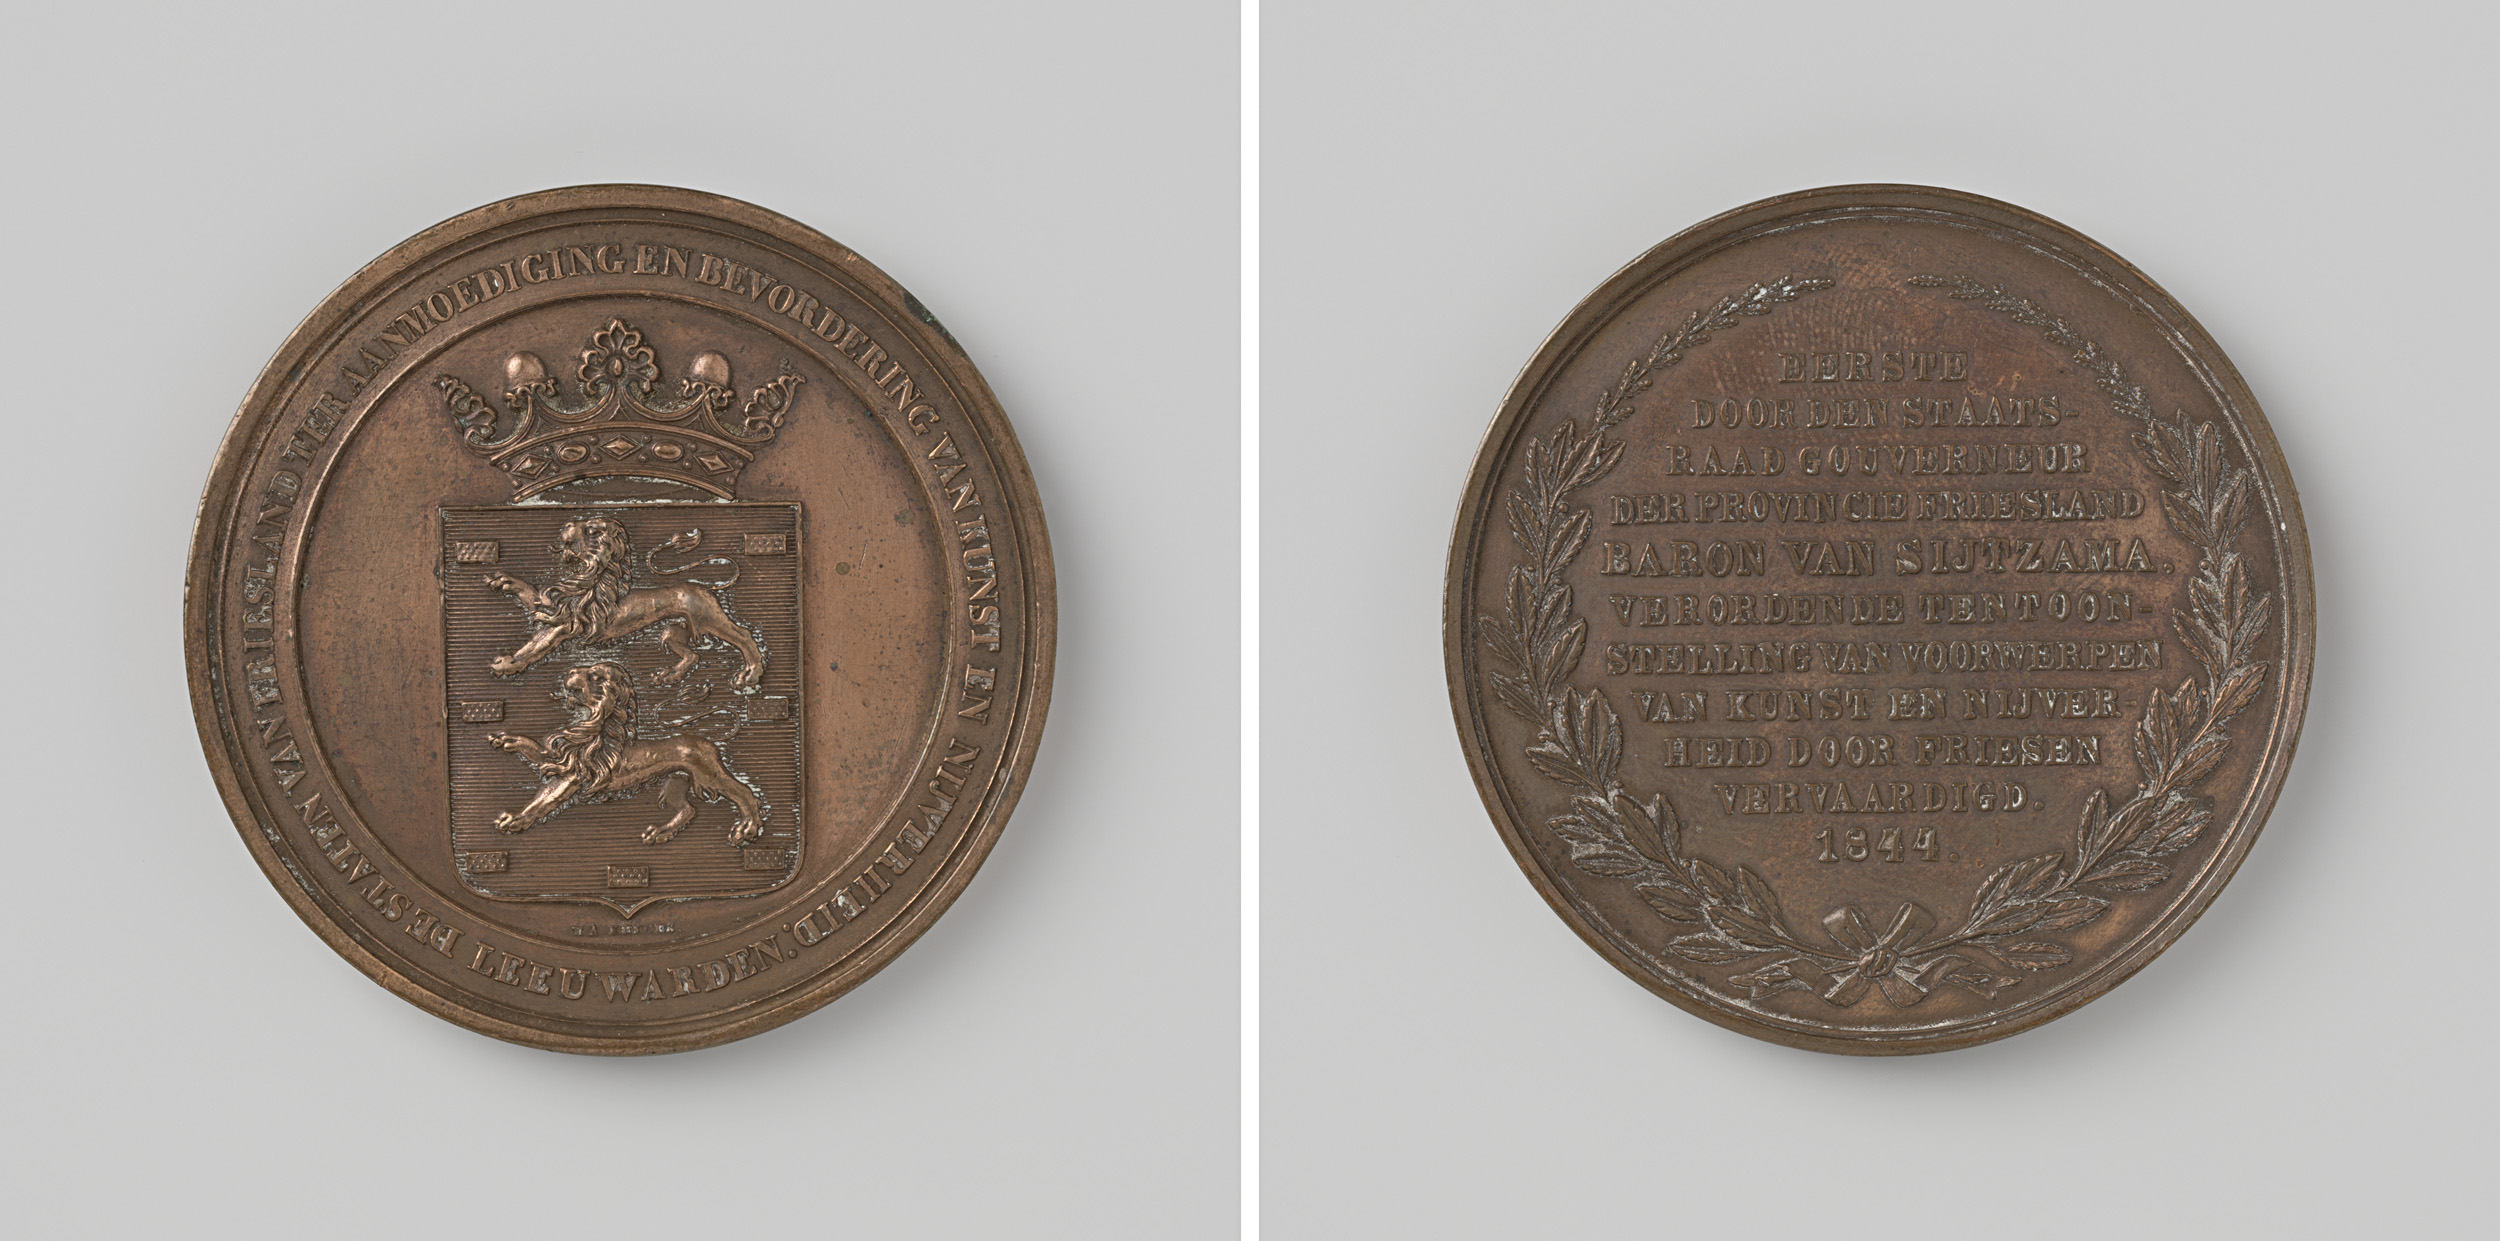 DE STATEN VAN FRIESLAND TER AANMOEDIGING EN BEVORDERING VAN KUNST EN NIJVERHEID.
LEEUWARDEN.
EERSTE
DOOR DEN STAATS-
RAAD GOUVERNEUR
DER PROVINCIE FRIESLAND
BARON VAN SIJTZAMA.
VERORDENDE TENTOON-
STELLING VAN VOORWERPEN
VAN KUNST EN NIJVER-
HEID DOOR FRIESEN
VERVAARDIGD.
1844.